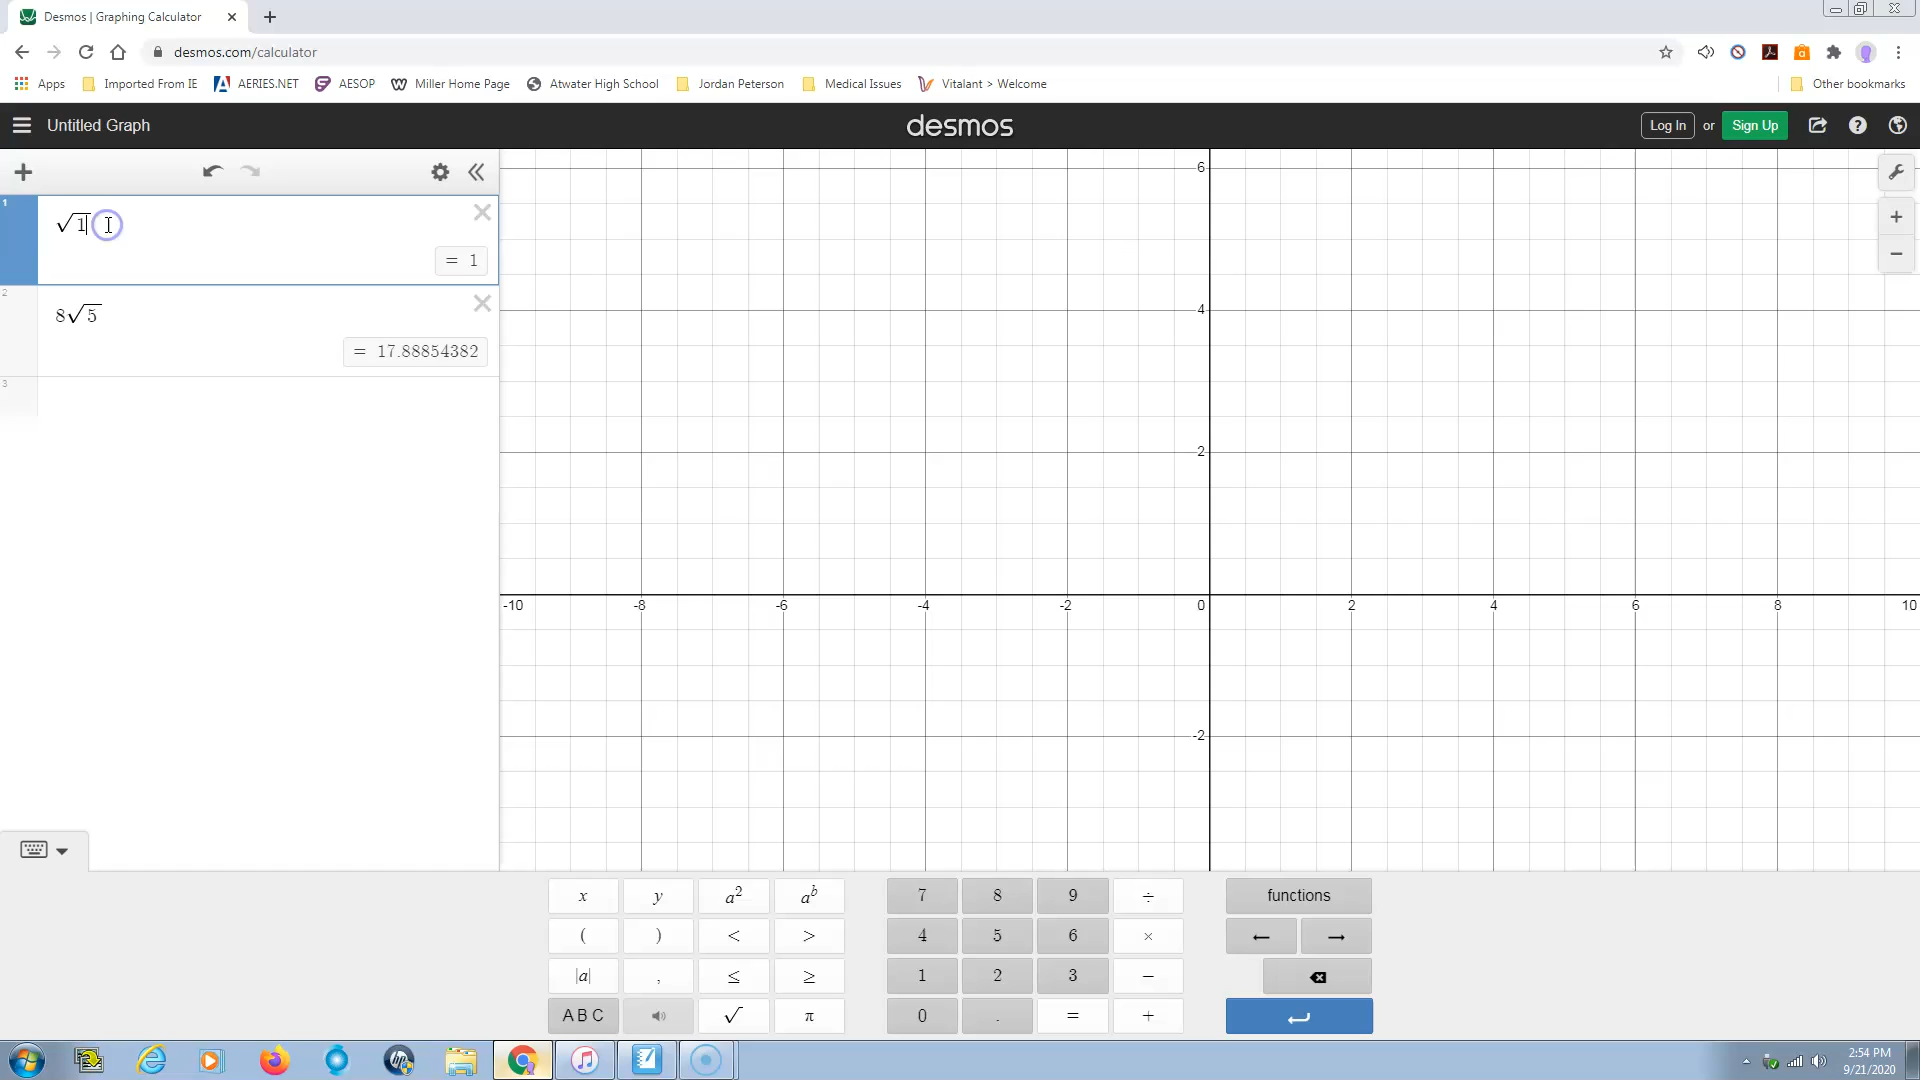 Desmos | Graphing Calculator
desmos.com/calculator
Apps Imported From IE AERIES.NET AESOP Miller Home Page Atwater High School Jordan Peterson Medical Issues Vitalant > Welcome Other bookmarks
Untitled Graph desmos Log In or Sign Up
1
√1
= 1
2
8√5
= 17.88854382
3
6
4
2
-10 -8 -6 -4 -2 0 2 4 6 8 10
-2
x y a² aᵇ 7 8 9 ÷ functions
( ) < > 4 5 6 × ← →
|a| , ≤ ≥ 1 2 3 −
A B C √ π 0 . = +
2:54 PM
9/21/2020